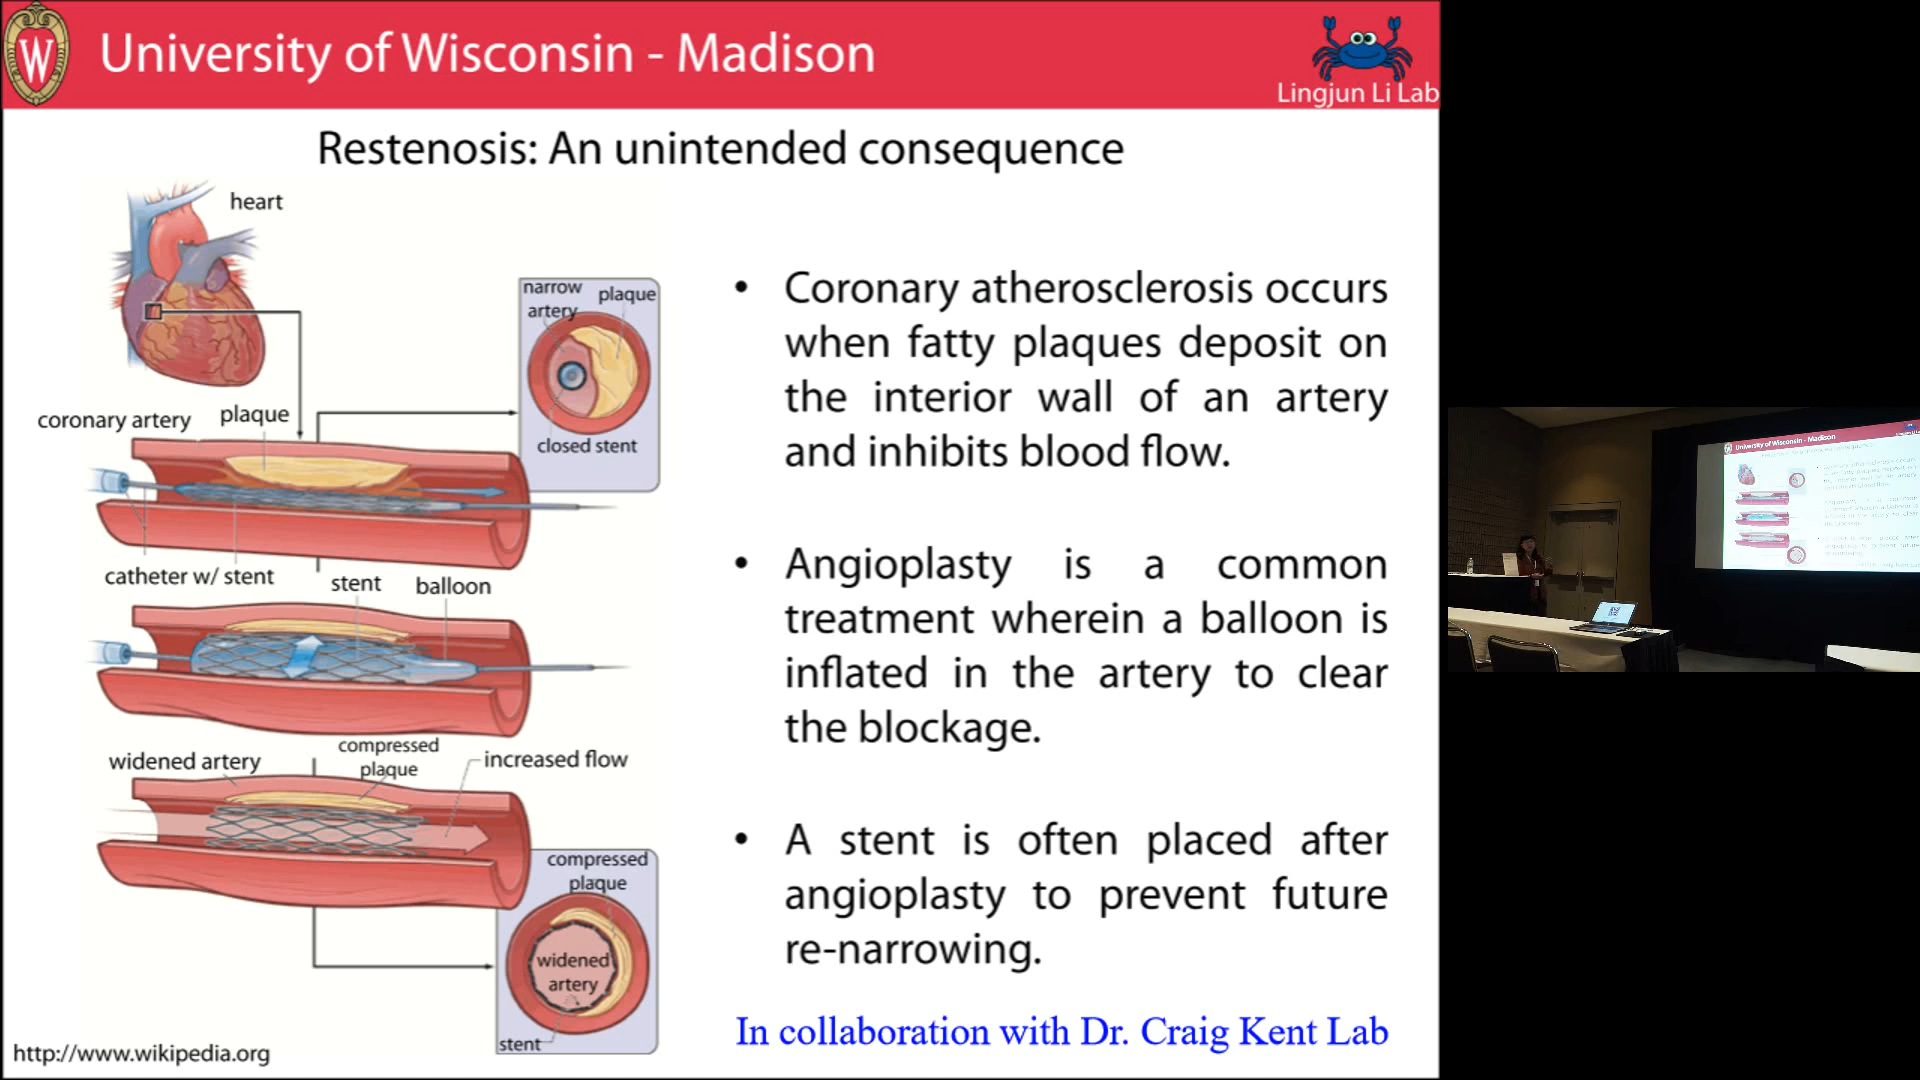 W University of Wisconsin - Madison
Lingjun Li Lab
Restenosis: An unintended consequence
heart
narrow
artery
plaque
closed stent
coronary artery
plaque
catheter w/ stent
stent
balloon
widened artery
compressed
plaque
increased flow
compressed
plaque
widened
artery
stent
http://www.wikipedia.org
• Coronary atherosclerosis occurs
when fatty plaques deposit on
the interior wall of an artery
and inhibits blood flow.
• Angioplasty is a common
treatment wherein a balloon is
inflated in the artery to clear
the blockage.
• A stent is often placed after
angioplasty to prevent future
re-narrowing.
In collaboration with Dr. Craig Kent Lab
University of Wisconsin - Madison